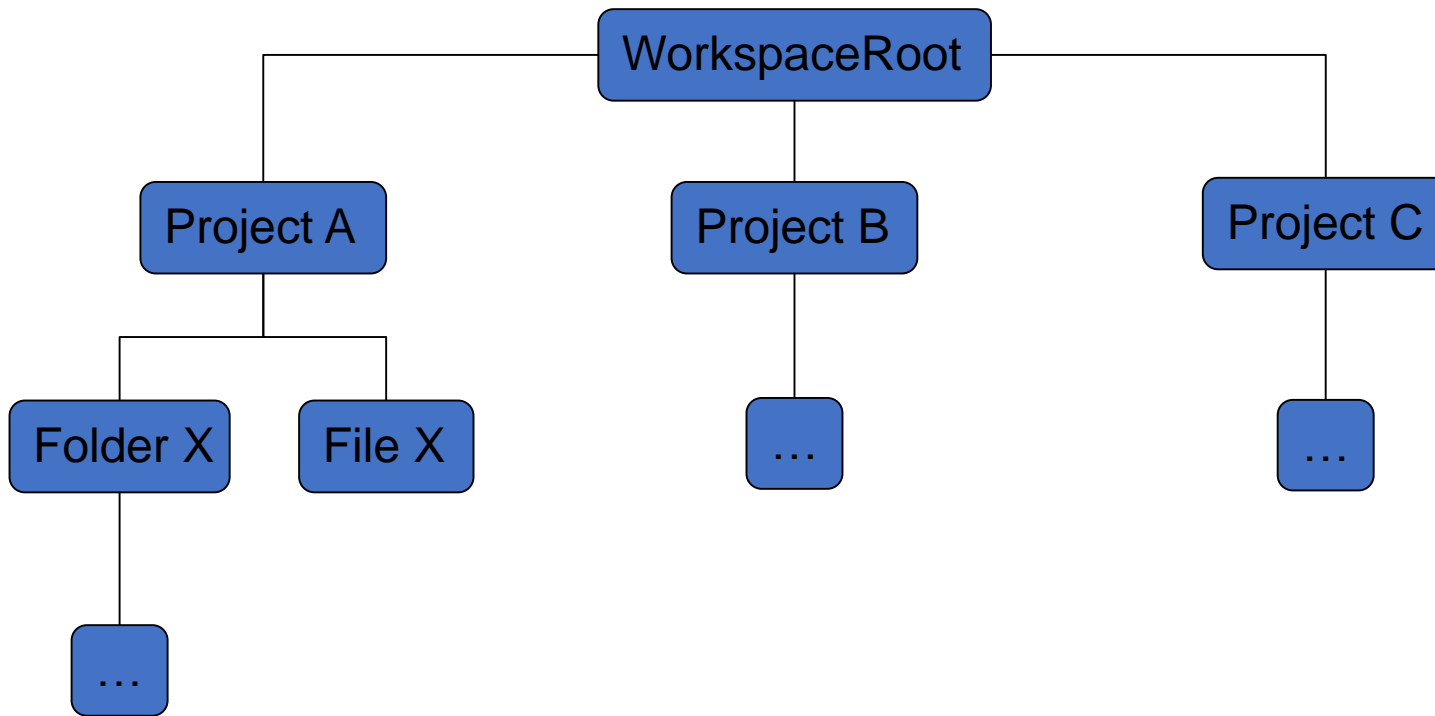 WorkspaceRoot
Project A
Project B
Project C
Folder X
File X
...
...
...